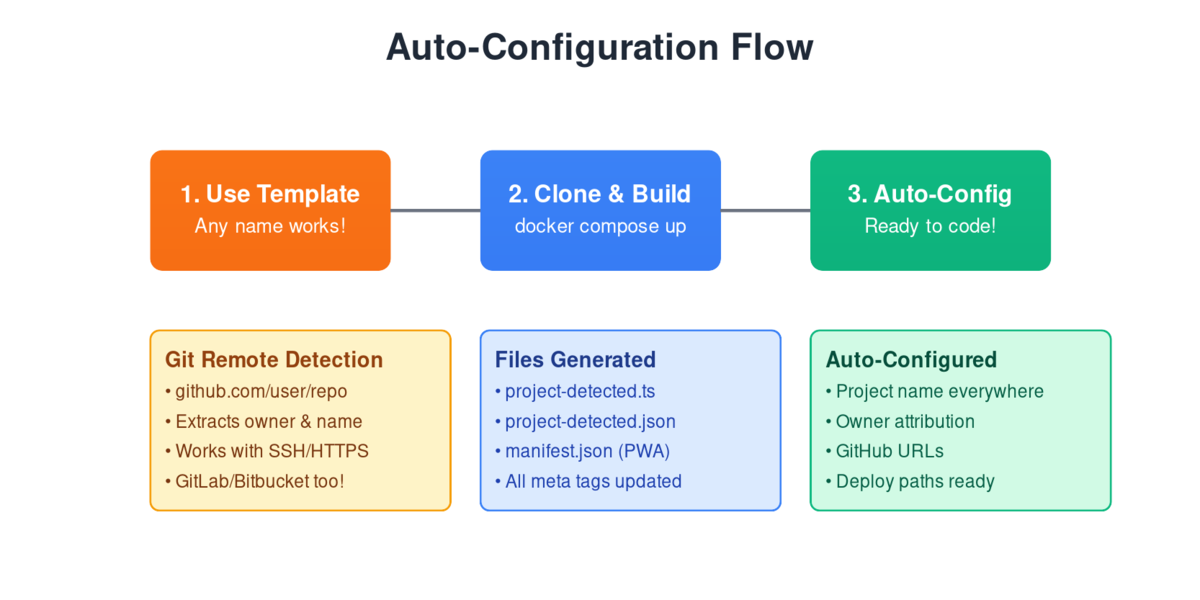 Auto-Configuration Flow
1. Use Template
Any name works!
2. Clone & Build
docker compose up
3. Auto-Config
Ready to code!
Git Remote Detection
• github.com/user/repo
• Extracts owner & name
• Works with SSH/HTTPS
• GitLab/Bitbucket too!
Files Generated
• project-detected.ts
• project-detected.json
• manifest.json (PWA)
• All meta tags updated
Auto-Configured
• Project name everywhere
• Owner attribution
• GitHub URLs
• Deploy paths ready